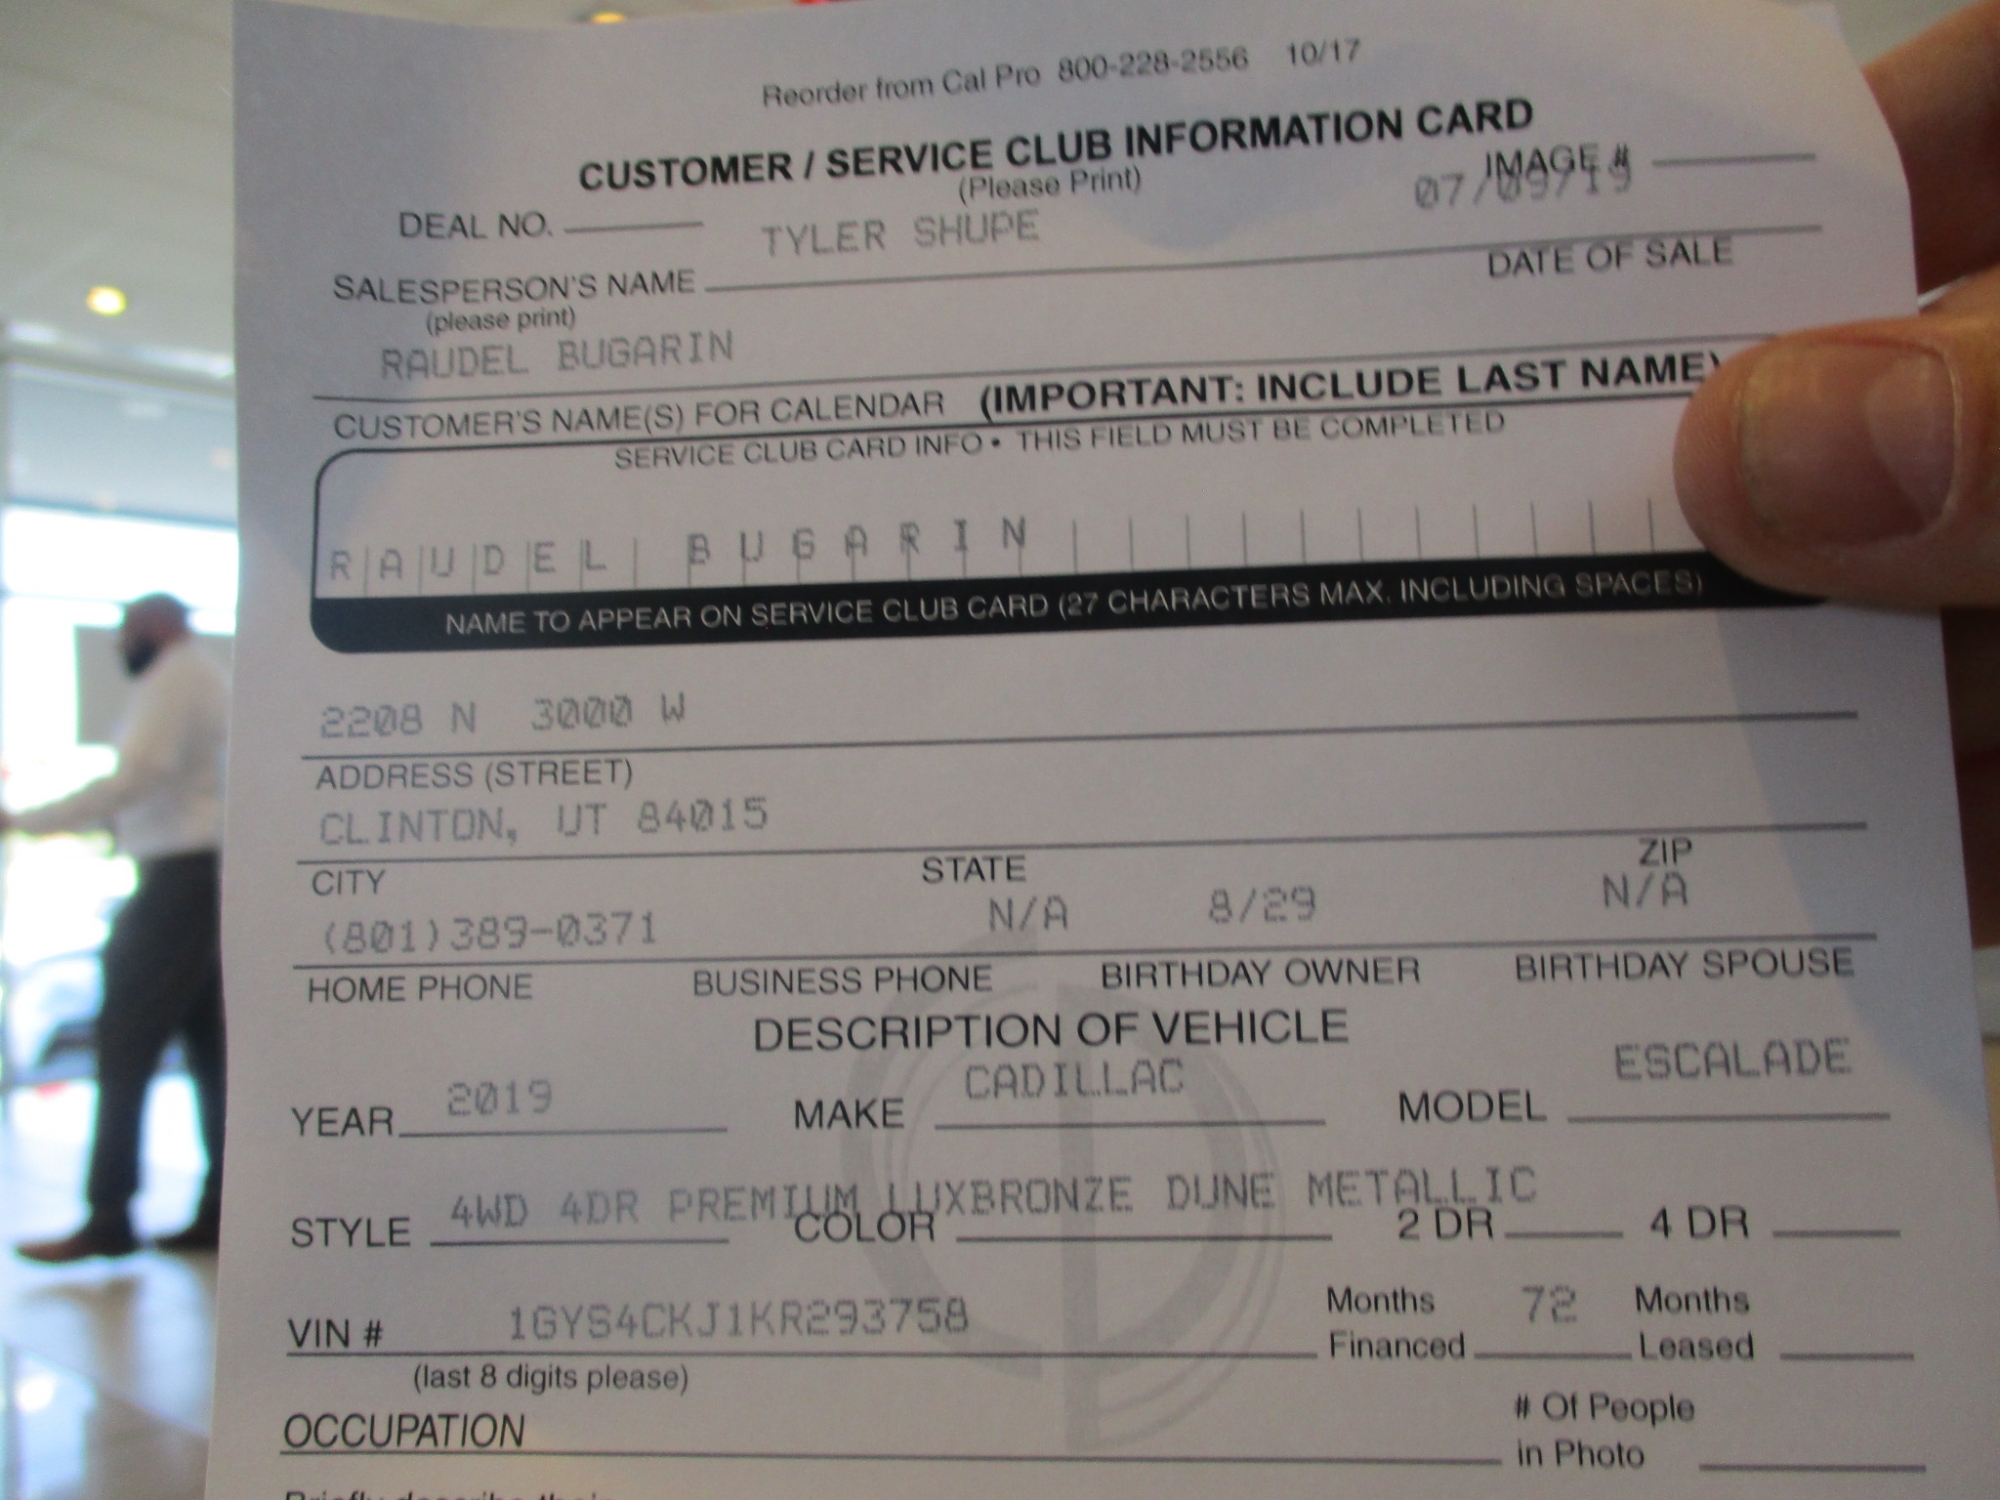 Reorder from Cal Pro 800-228-2556 10/17
CUSTOMER / SERVICE CLUB INFORMATION CARD
(Please Print)
IMAGE #
07/09/19
DEAL NO.
TYLER SHUPE
SALESPERSON'S NAME
DATE OF SALE
(please print)
RAUDEL BUGARIN
CUSTOMER'S NAME(S) FOR CALENDAR (IMPORTANT: INCLUDE LAST NAME)
SERVICE CLUB CARD INFO • THIS FIELD MUST BE COMPLETED
RAUDEL BUGARIN
NAME TO APPEAR ON SERVICE CLUB CARD (27 CHARACTERS MAX. INCLUDING SPACES)
2208 N 3000 W
ADDRESS (STREET)
CLINTON, UT 84015
CITY STATE ZIP
(801)389-0371 N/A 8/29 N/A
HOME PHONE BUSINESS PHONE BIRTHDAY OWNER BIRTHDAY SPOUSE
DESCRIPTION OF VEHICLE
YEAR 2019 MAKE CADILLAC MODEL ESCALADE
4WD 4DR PREMIUM LUXBRONZE DUNE METALLIC
STYLE COLOR 2 DR 4 DR
VIN # 1GYS4CKJ1KR293758
Months Financed 72 Months Leased
(last 8 digits please)
OCCUPATION
# Of People in Photo
Briefly describe their